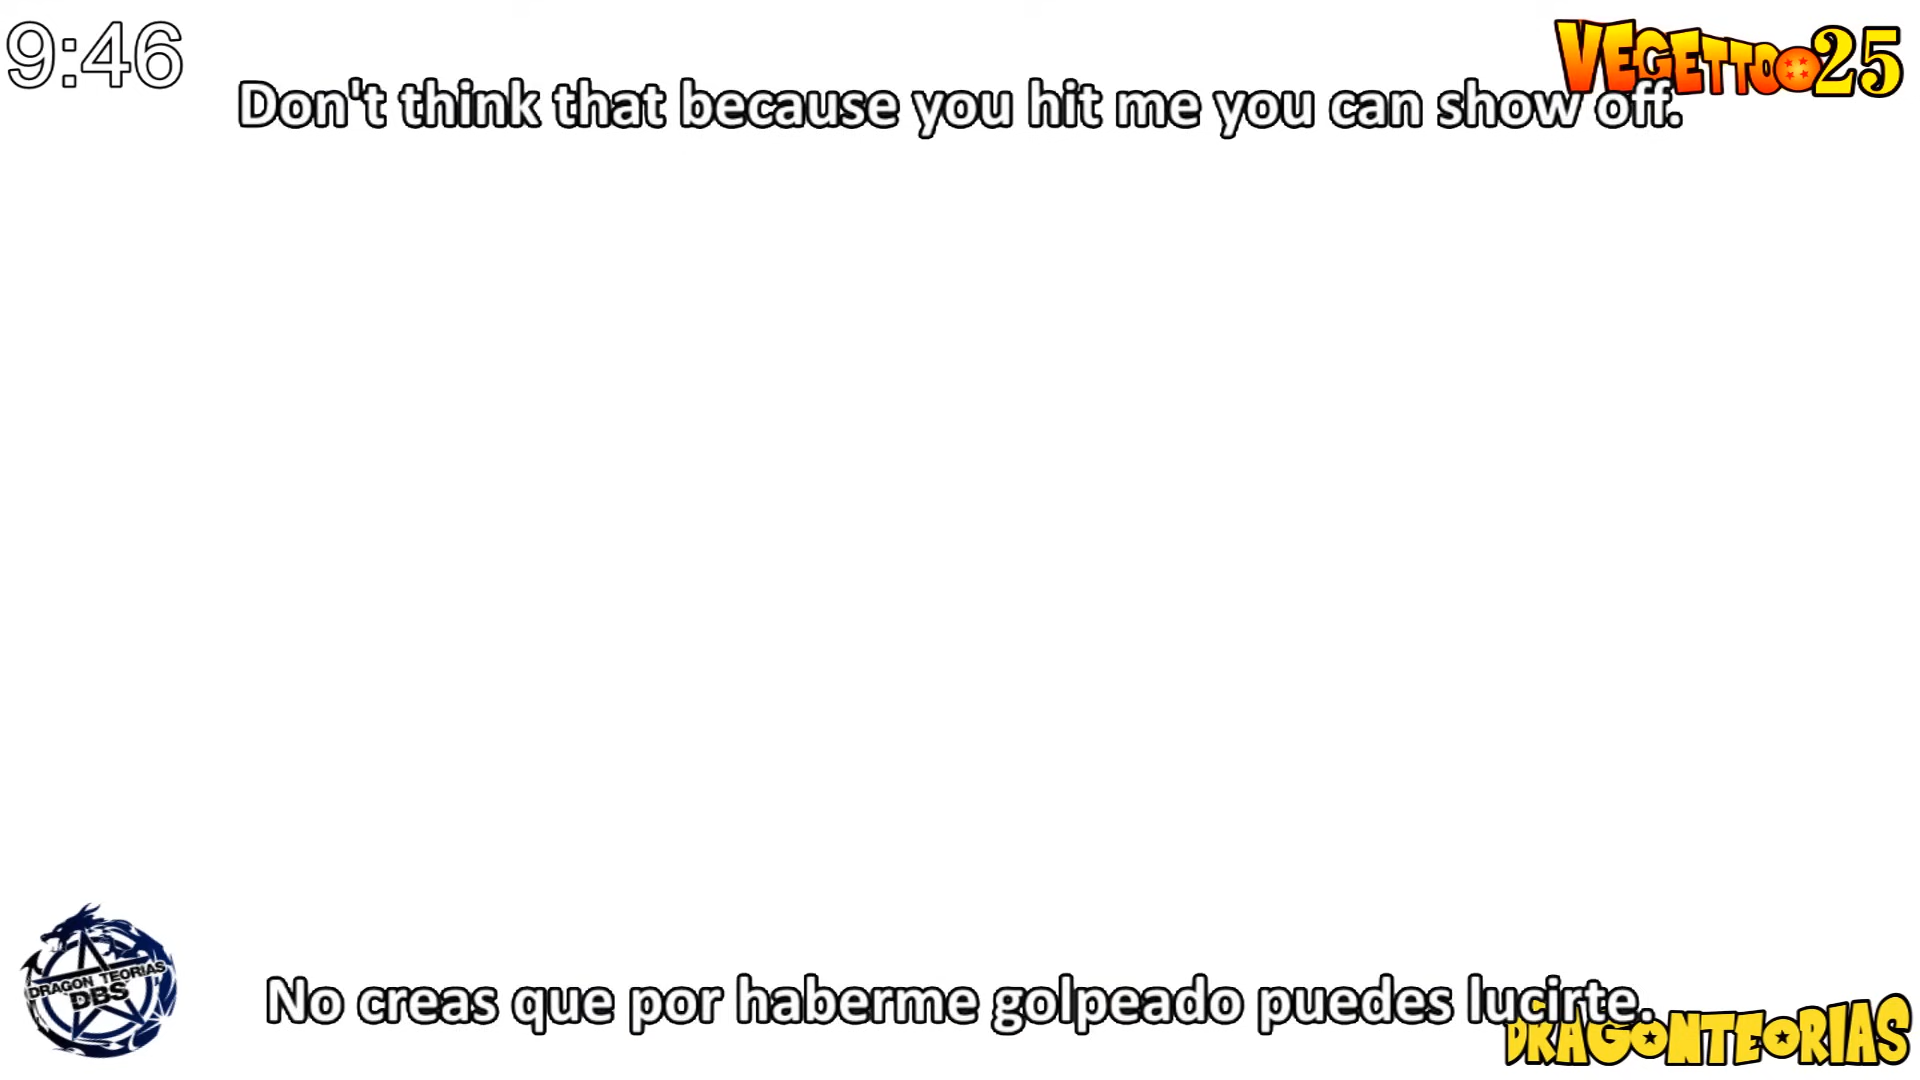 9:46
VEGETTO 25
Don't think that because you hit me you can show off.
DRAGON TEORIAS
DBS
No creas que por haberme golpeado puedes lucirte.
DRAGONTEORIAS